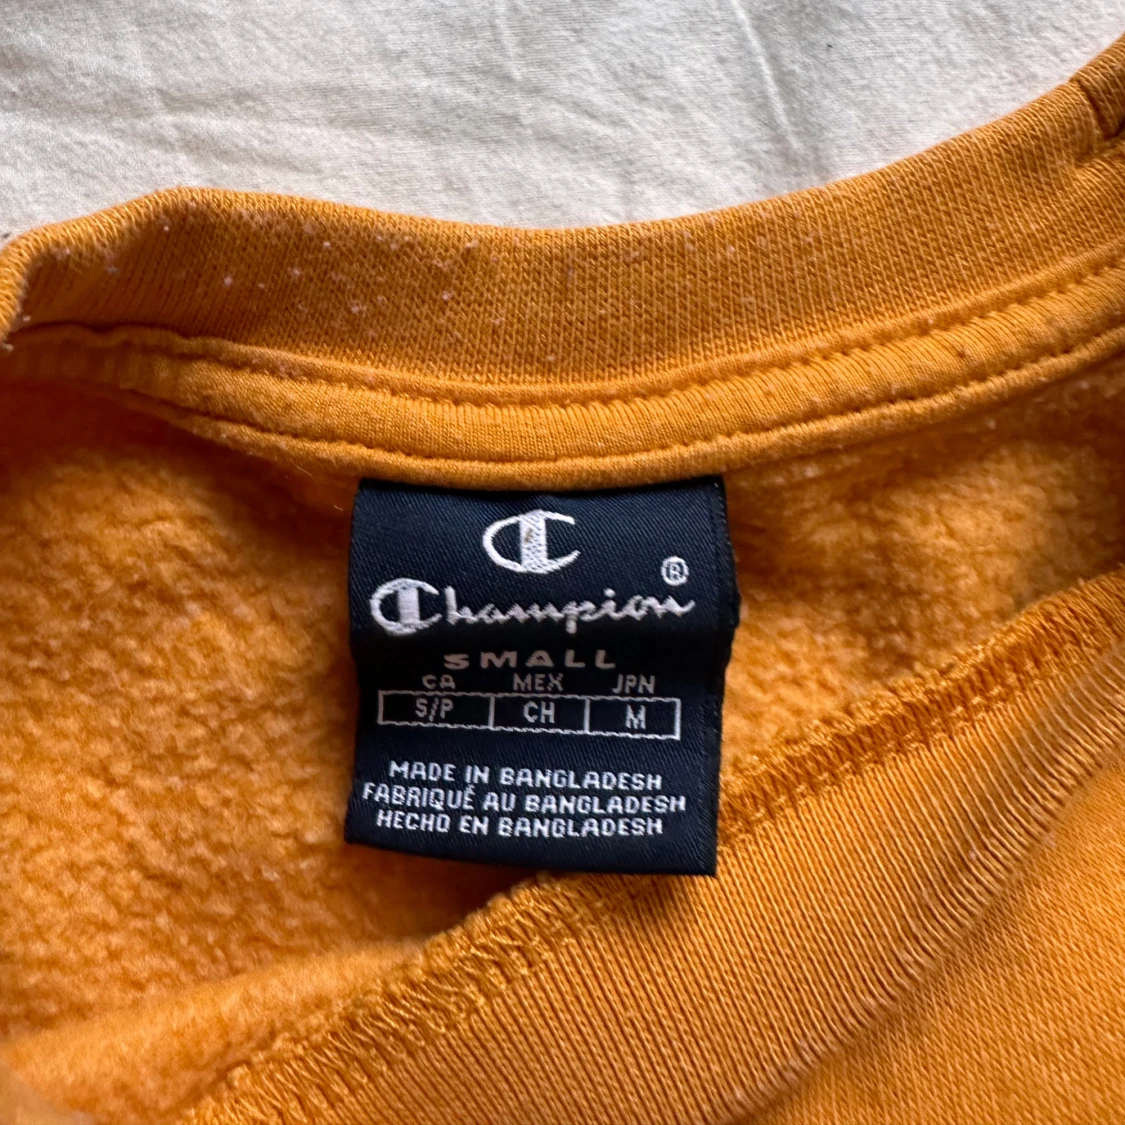 C
Champion®
SMALL
CA MEX JPN
S/P CH M
MADE IN BANGLADESH
FABRIQUÉ AU BANGLADESH
HECHO EN BANGLADESH